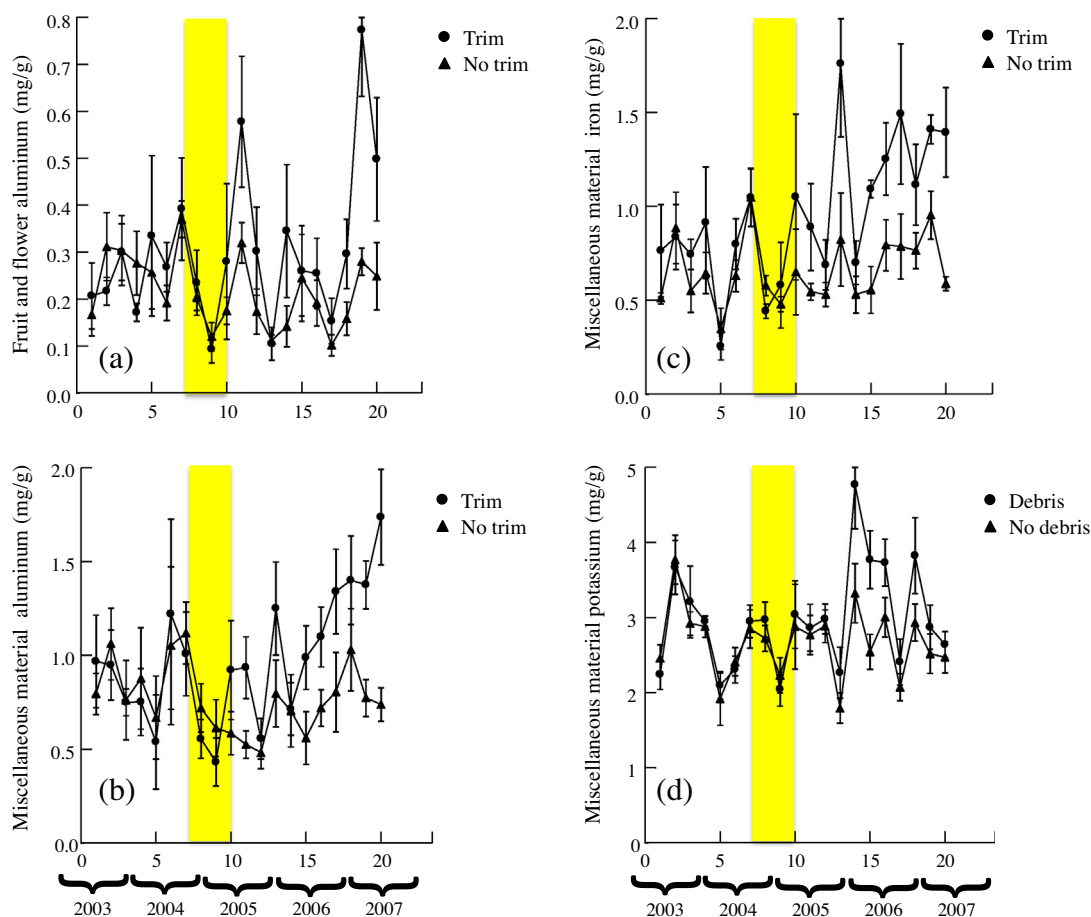 Fruit and flower aluminum (mg/g)
0.8
0.7
0.6
0.5
0.4
0.3
0.2
0.1
0.0
0 5 10 15 20
(a)
Trim
No trim
Miscellaneous material iron (mg/g)
2.0
1.5
1.0
0.5
0.0
0 5 10 15 20
(c)
Trim
No trim
Miscellaneous material aluminum (mg/g)
2.0
1.5
1.0
0.5
0.0
0 5 10 15 20
(b)
Trim
No trim
2003 2004 2005 2006 2007
Miscellaneous material potassium (mg/g)
5
4
3
2
1
0
0 5 10 15 20
(d)
Debris
No debris
2003 2004 2005 2006 2007